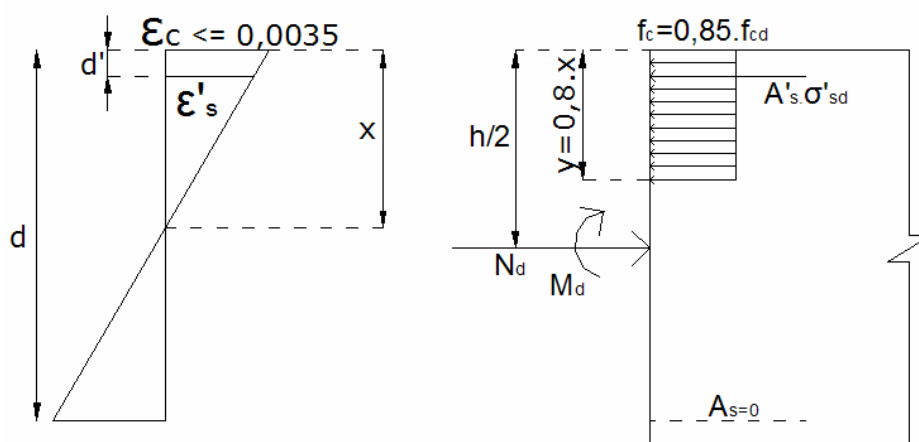 εc <= 0,0035
d'
ε's
x
d
fc=0,85.fcd
A's.σ'sd
h/2
y=0,8.x
Nd
Md
As=0